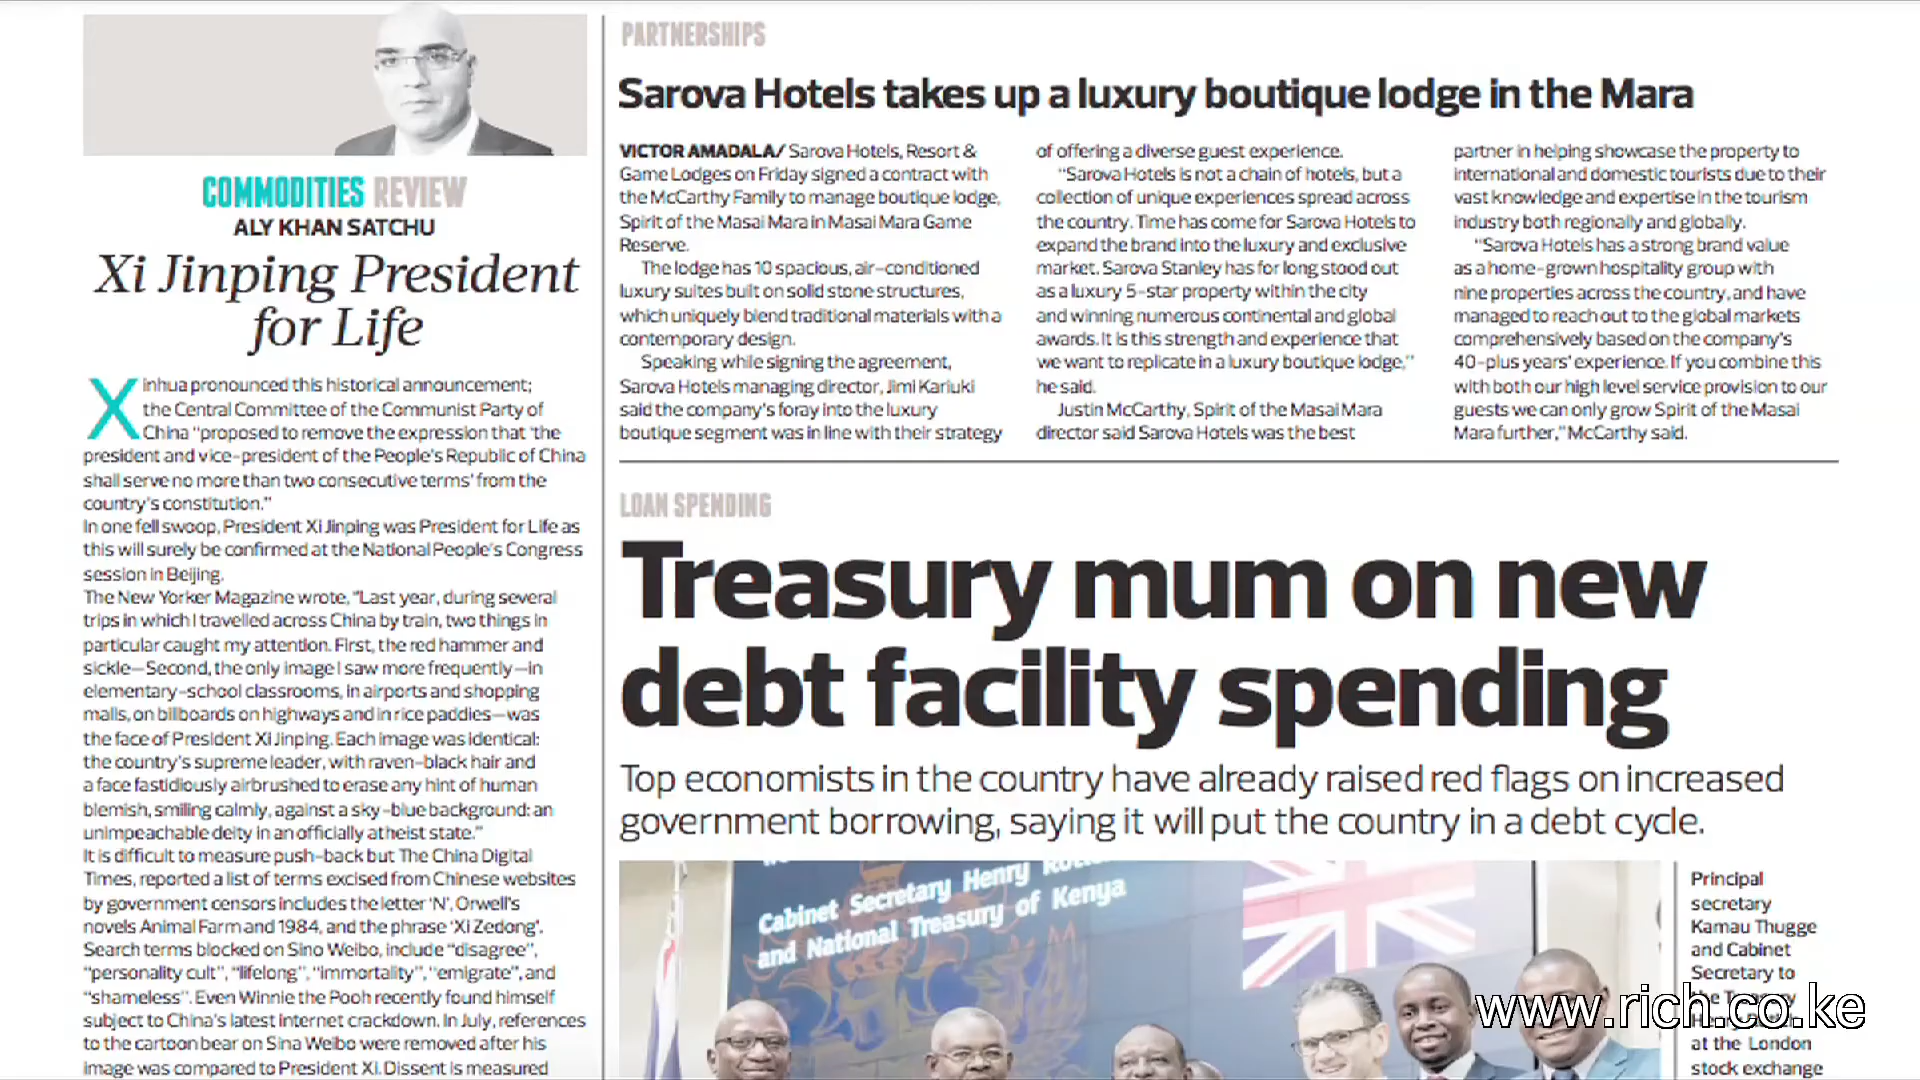 COMMODITIES REVIEW
ALY KHAN SATCHU
Xi Jinping President
for Life
Xinhua pronounced this historical announcement;
the Central Committee of the Communist Party of
China "proposed to remove the expression that 'the
president and vice-president of the People's Republic of China
shall serve no more than two consecutive terms' from the
country's constitution."
In one fell swoop, President Xi Jinping was President for Life as
this will surely be confirmed at the National People's Congress
session in Beijing.
The New Yorker Magazine wrote, "Last year, during several
trips in which I travelled across China by train, two things in
particular caught my attention. First, the red hammer and
sickle—Second, the only image I saw more frequently—in
elementary-school classrooms, in airports and shopping
malls, on billboards on highways and in rice paddies—was
the face of President Xi Jinping. Each image was identical:
the country's supreme leader, with raven-black hair and
a face fastidiously airbrushed to erase any hint of human
blemish, smiling calmly, against a sky-blue background: an
unimpeachable deity in an officially atheist state."
It is difficult to measure push-back but The China Digital
Times, reported a list of terms excised from Chinese websites
by government censors includes the letter 'N', Orwell's
novels Animal Farm and 1984, and the phrase 'Xi Zedong'.
Search terms blocked on Sino Weibo, include "disagree",
"personality cult", "lifelong", "immortality", "emigrate", and
"shameless". Even Winnie the Pooh recently found himself
subject to China's latest internet crackdown. In July, references
to the cartoon bear on Sina Weibo were removed after his
image was compared to President Xi. Dissent is measured
PARTNERSHIPS
Sarova Hotels takes up a luxury boutique lodge in the Mara
VICTOR AMADALA/ Sarova Hotels, Resort &
Game Lodges on Friday signed a contract with
the McCarthy Family to manage boutique lodge,
Spirit of the Masai Mara in Masai Mara Game
Reserve.
The lodge has 10 spacious, air-conditioned
luxury suites built on solid stone structures,
which uniquely blend traditional materials with a
contemporary design.
Speaking while signing the agreement,
Sarova Hotels managing director, Jimi Kariuki
said the company's foray into the luxury
boutique segment was in line with their strategy
of offering a diverse guest experience.
"Sarova Hotels is not a chain of hotels, but a
collection of unique experiences spread across
the country. Time has come for Sarova Hotels to
expand the brand into the luxury and exclusive
market. Sarova Stanley has for long stood out
as a luxury 5-star property within the city
and winning numerous continental and global
awards. It is this strength and experience that
we want to replicate in a luxury boutique lodge,"
he said.
Justin McCarthy, Spirit of the Masai Mara
director said Sarova Hotels was the best
partner in helping showcase the property to
international and domestic tourists due to their
vast knowledge and expertise in the tourism
industry both regionally and globally.
"Sarova Hotels has a strong brand value
as a home-grown hospitality group with
nine properties across the country, and have
managed to reach out to the global markets
comprehensively based on the company's
40-plus years' experience. If you combine this
with both our high level service provision to our
guests we can only grow Spirit of the Masai
Mara further," McCarthy said.
LOAN SPENDING
Treasury mum on new
debt facility spending
Top economists in the country have already raised red flags on increased
government borrowing, saying it will put the country in a debt cycle.
Cabinet Secretary Henry
and National Treasury of Kenya
Principal
secretary
Kamau Thugge
and Cabinet
Secretary to
the Treasury
at the London
stock exchange
www.rich.co.ke